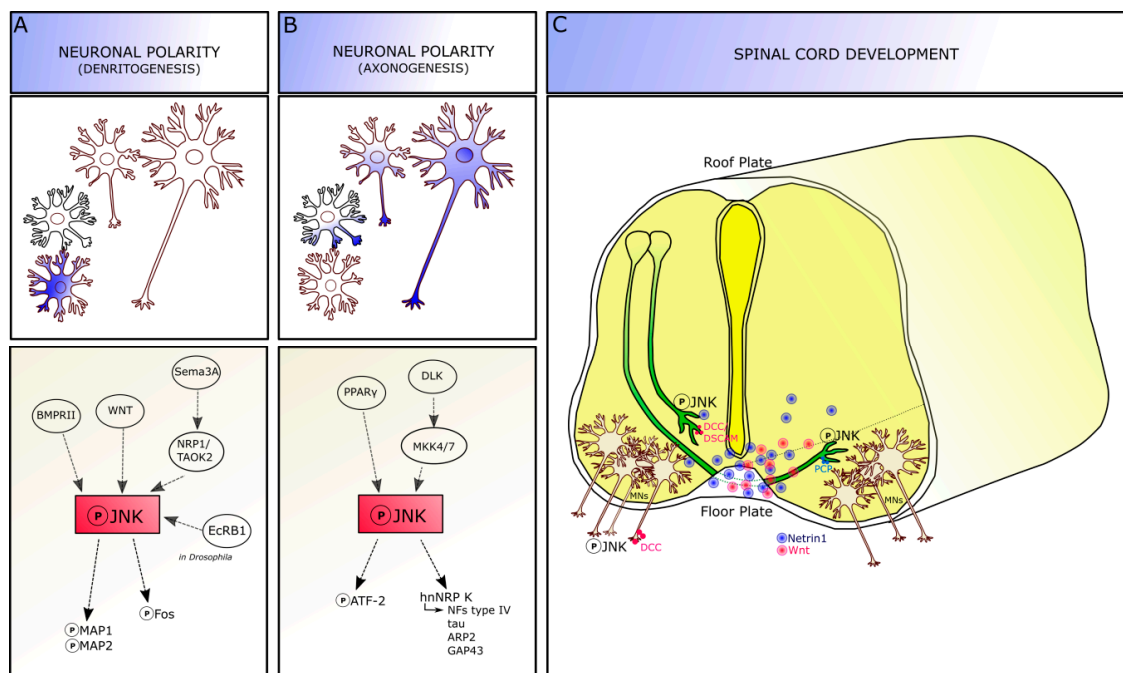 A
NEURONAL POLARITY
(DENRITOGENESIS)
B
NEURONAL POLARITY
(AXONOGENESIS)
C
SPINAL CORD DEVELOPMENT
Sema3A
BMPRII
WNT
NRP1/
TAOK2
P JNK
EcRB1
in Drosophila
P Fos
P MAP1
P MAP2
PPARγ
DLK
MKK4/7
P JNK
P ATF-2
hnNRP K
NFs type IV
tau
ARP2
GAP43
Roof Plate
P JNK
DCC/
DSCAM
P JNK
PCP
MNs
MNs
Floor Plate
P JNK
DCC
Netrin1
Wnt